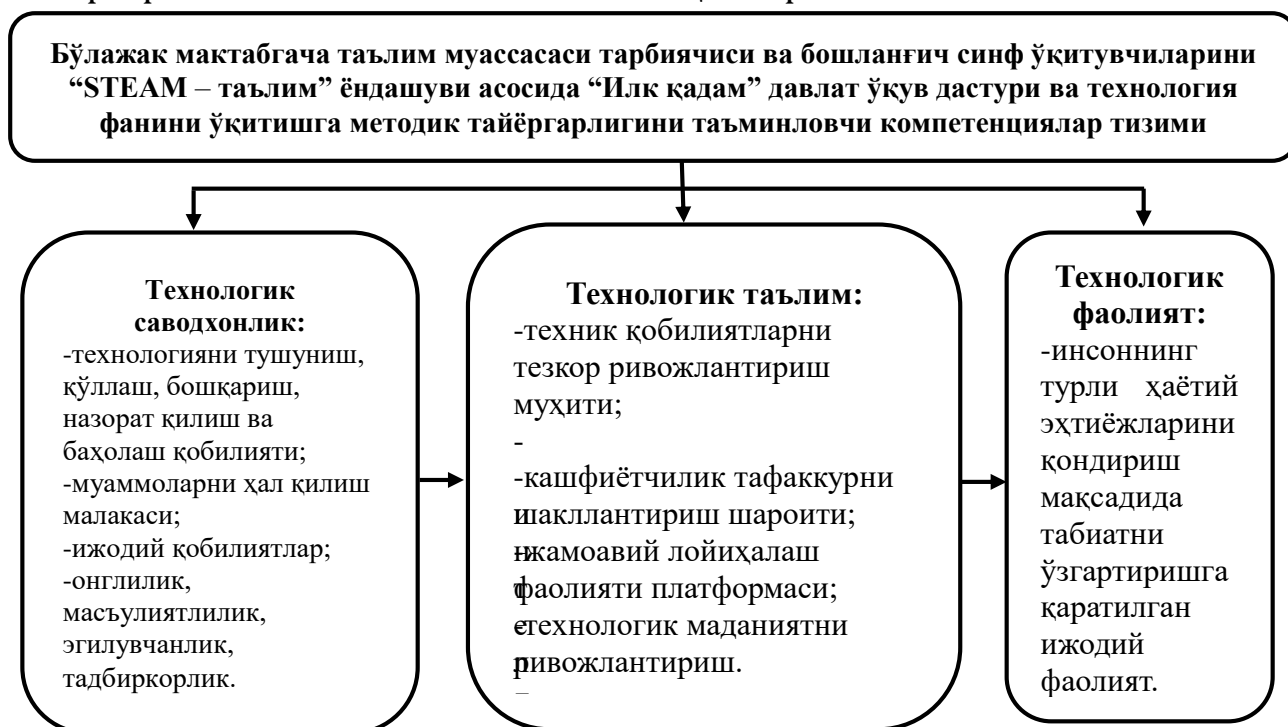 Бўлажак мактабгача таълим муассасаси тарбиячиси ва бошланғич синф ўқитувчиларини
“STEAM – таълим” ёндашуви асосида “Илк қадам” давлат ўқув дастури ва технология
фанини ўқитишга методик тайёргарлигини таъминловчи компетенциялар тизими
Технологик
саводхонлик:
-технологияни тушуниш,
қўллаш, бошқариш,
назорат қилиш ва
баҳолаш қобилияти;
-муаммоларни ҳал қилиш
малакаси;
-ижодий қобилиятлар;
-онглилик,
масъулиятлилик,
эгилувчанлик,
тадбиркорлик.
Технологик таълим:
-техник қобилиятларни
тезкор ривожлантириш
муҳити;
-
-кашфиётчилик тафаккурни
шакллантириш шароити;
-жамоавий лойиҳалаш
фаолияти платформаси;
-технологик маданиятни
ривожлантириш.
Технологик
фаолият:
-инсоннинг
турли ҳаётий
эҳтиёжларини
қондириш
мақсадида
табиатни
ўзгартиришга
қаратилган
ижодий
фаолият.